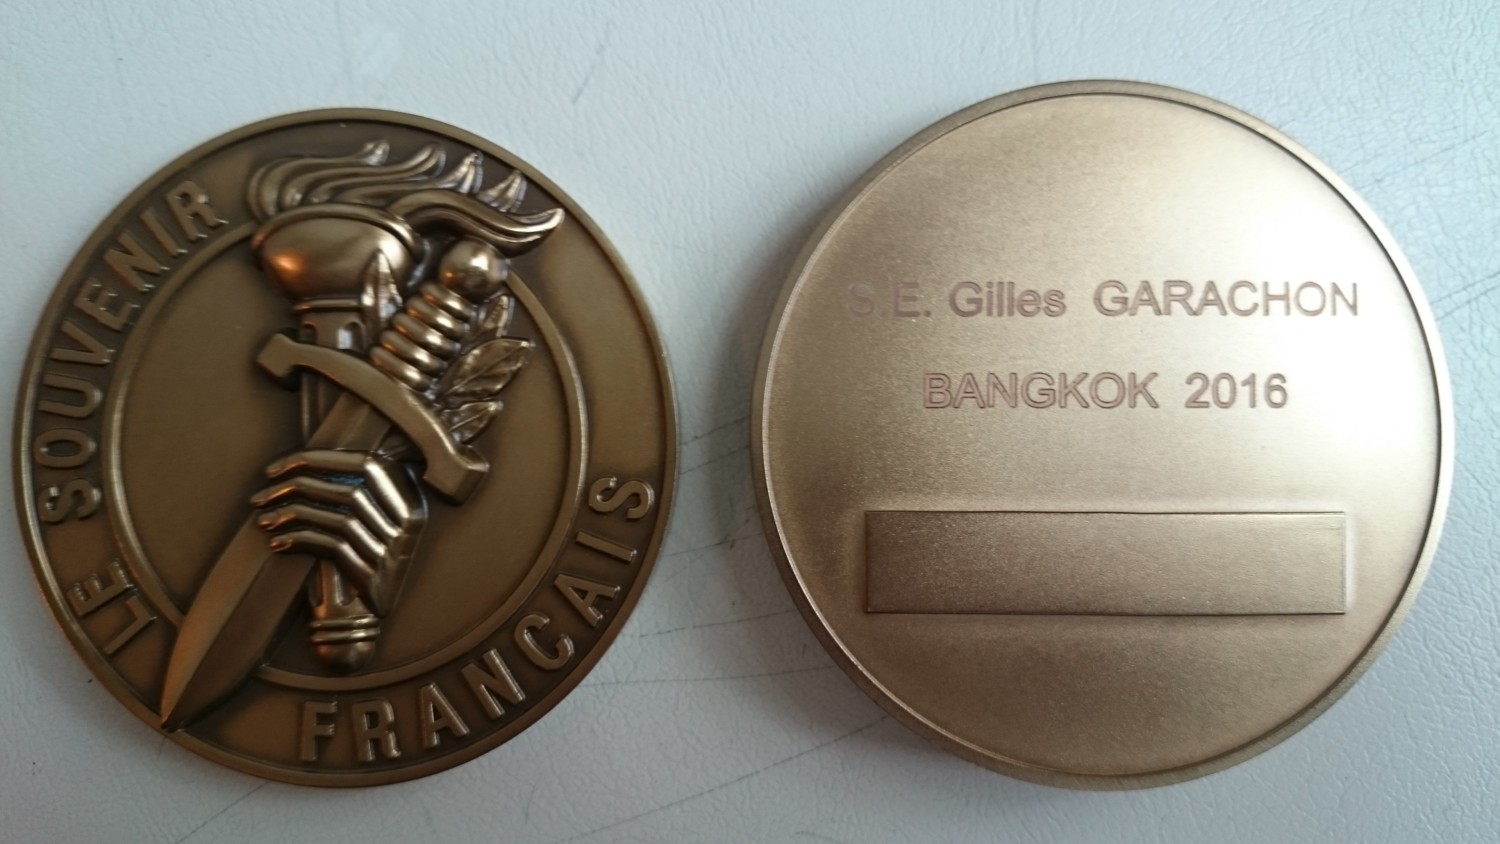 LE SOUVENIR
FRANCAIS
S.E. Gilles GARACHON
BANGKOK 2016